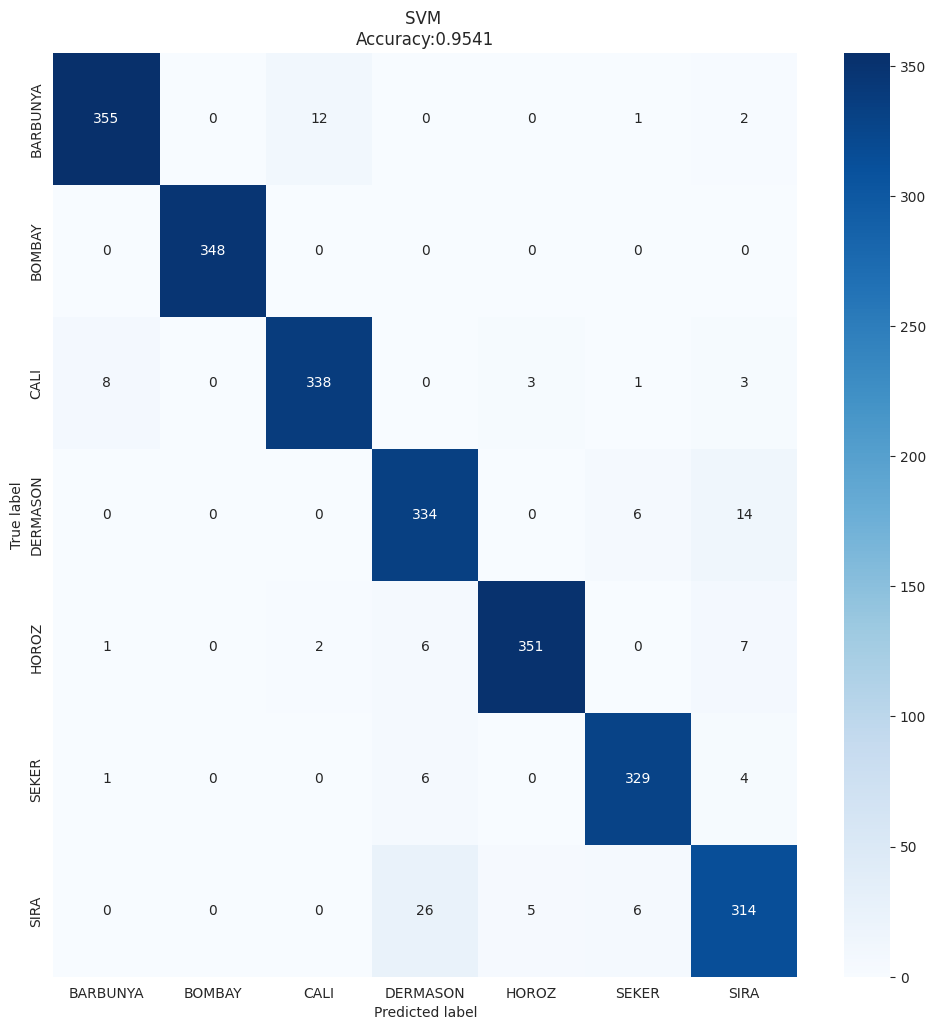 SVM
Accuracy:0.9541
BARBUNYA 355 0 12 0 0 1 2
BOMBAY 0 348 0 0 0 0 0
CALI 8 0 338 0 3 1 3
DERMASON 0 0 0 334 0 6 14
HOROZ 1 0 2 6 351 0 7
SEKER 1 0 0 6 0 329 4
SIRA 0 0 0 26 5 6 314
True label
BARBUNYA BOMBAY CALI DERMASON HOROZ SEKER SIRA
Predicted label
350
300
250
200
150
100
50
0